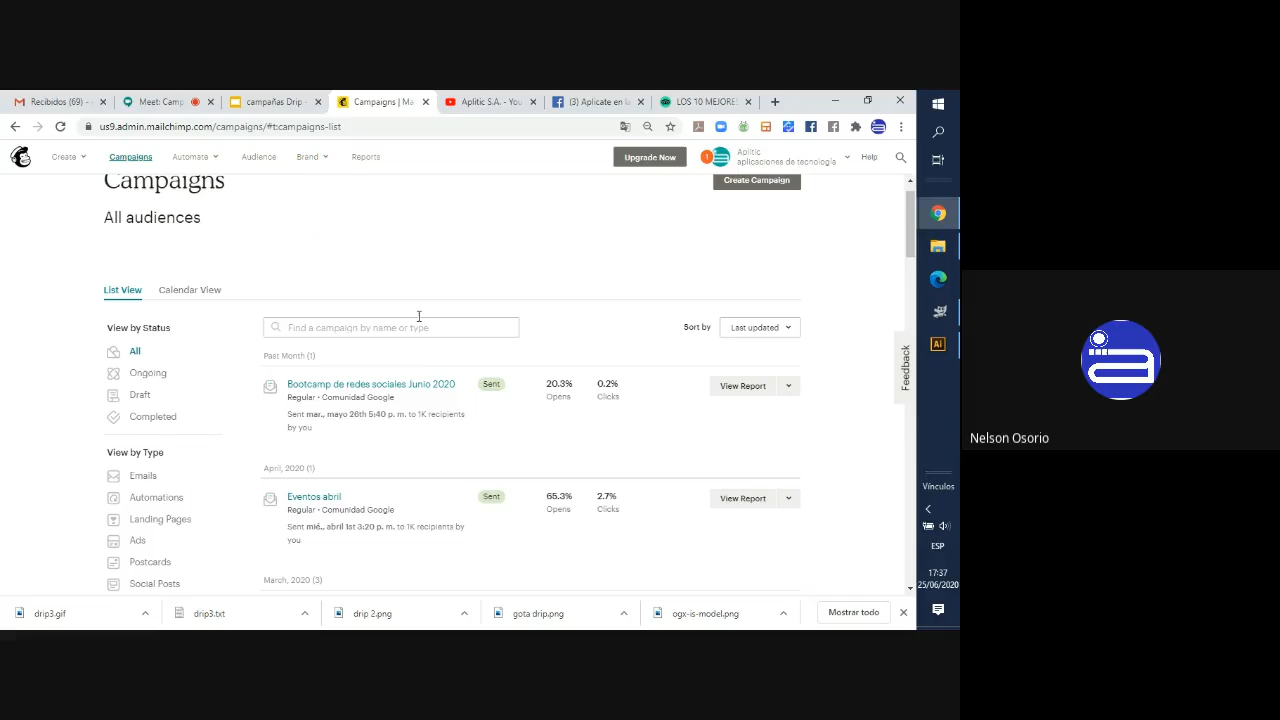 Recibidos (69) -
Meet: Camp
campañas Drip -
Campaigns | Ma
Aplitic S.A. - You
(3) Aplicate en la
LOS 10 MEJORES
us9.admin.mailchimp.com/campaigns/#t:campaigns-list
Create
Campaigns
Automate
Audience
Brand
Reports
Upgrade Now
1
Aplitic
aplicaciones de tecnología
Help
Campaigns
Create Campaign
All audiences
List View
Calendar View
View by Status
All
Ongoing
Draft
Completed
View by Type
Emails
Automations
Landing Pages
Ads
Postcards
Social Posts
Find a campaign by name or type
Sort by
Last updated
Past Month (1)
Bootcamp de redes sociales Junio 2020
Sent
20.3%
0.2%
View Report
Regular · Comunidad Google
Opens
Clicks
Sent mar., mayo 26th 5:40 p. m. to 1K recipients
by you
April, 2020 (1)
Eventos abril
Sent
65.3%
2.7%
View Report
Regular · Comunidad Google
Opens
Clicks
Sent mié., abril 1st 3:20 p. m. to 1K recipients by
you
March, 2020 (3)
Feedback
drip3.gif
drip3.txt
drip 2.png
gota drip.png
ogx-is-model.png
Mostrar todo
Ai
Vínculos
ESP
17:37
25/06/2020
Nelson Osorio